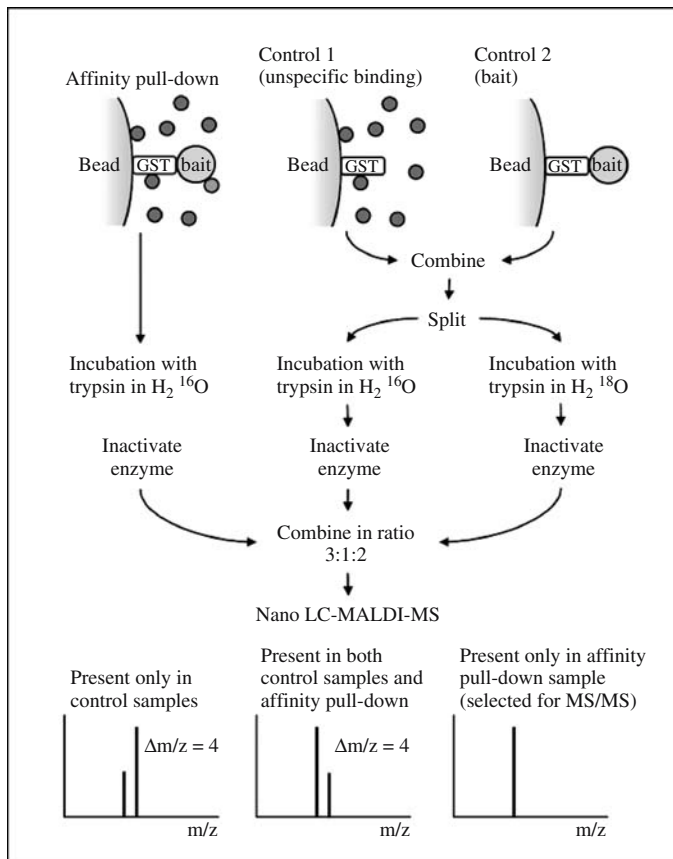 Affinity pull-down
Control 1
(unspecific binding)
Control 2
(bait)
Bead
GST
bait
Bead
GST
Bead
GST
bait
Combine
Split
Incubation with
trypsin in H₂ ¹⁶O
Incubation with
trypsin in H₂ ¹⁶O
Incubation with
trypsin in H₂ ¹⁸O
Inactivate
enzyme
Inactivate
enzyme
Inactivate
enzyme
Combine in ratio
3:1:2
Nano LC-MALDI-MS
Present only in
control samples
Present in both
control samples and
affinity pull-down
Present only in affinity
pull-down sample
(selected for MS/MS)
Δm/z = 4
m/z
Δm/z = 4
m/z
m/z